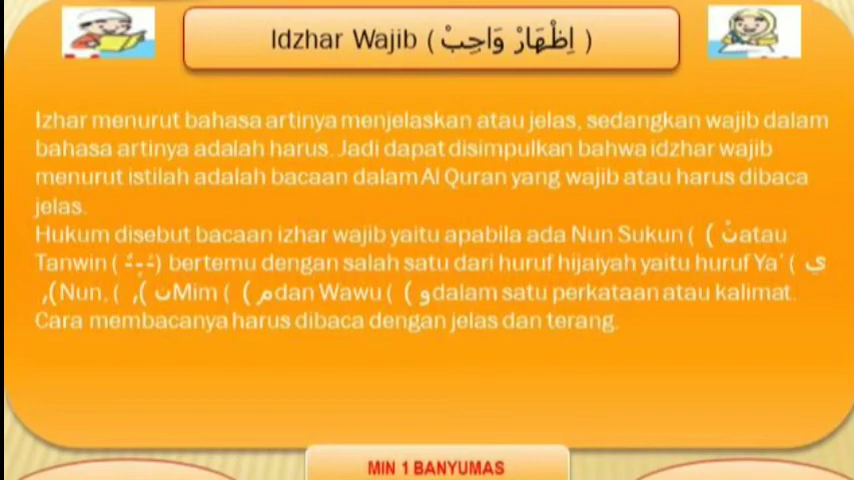 Idzhar Wajib ( اِظْهَارْ وَاجِبْ )
Izhar menurut bahasa artinya menjelaskan atau jelas, sedangkan wajib dalam
bahasa artinya adalah harus. Jadi dapat disimpulkan bahwa idzhar wajib
menurut istilah adalah bacaan dalam Al Quran yang wajib atau harus dibaca
jelas.
Hukum disebut bacaan izhar wajib yaitu apabila ada Nun Sukun ( ( نْatau
Tanwin ( ـًـٍـٌ) bertemu dengan salah satu dari huruf hijaiyah yaitu huruf Ya' ( ي
,(Nun, ( ,( نMim ( ( مdan Wawu ( ( وdalam satu perkataan atau kalimat.
Cara membacanya harus dibaca dengan jelas dan terang.
MIN 1 BANYUMAS